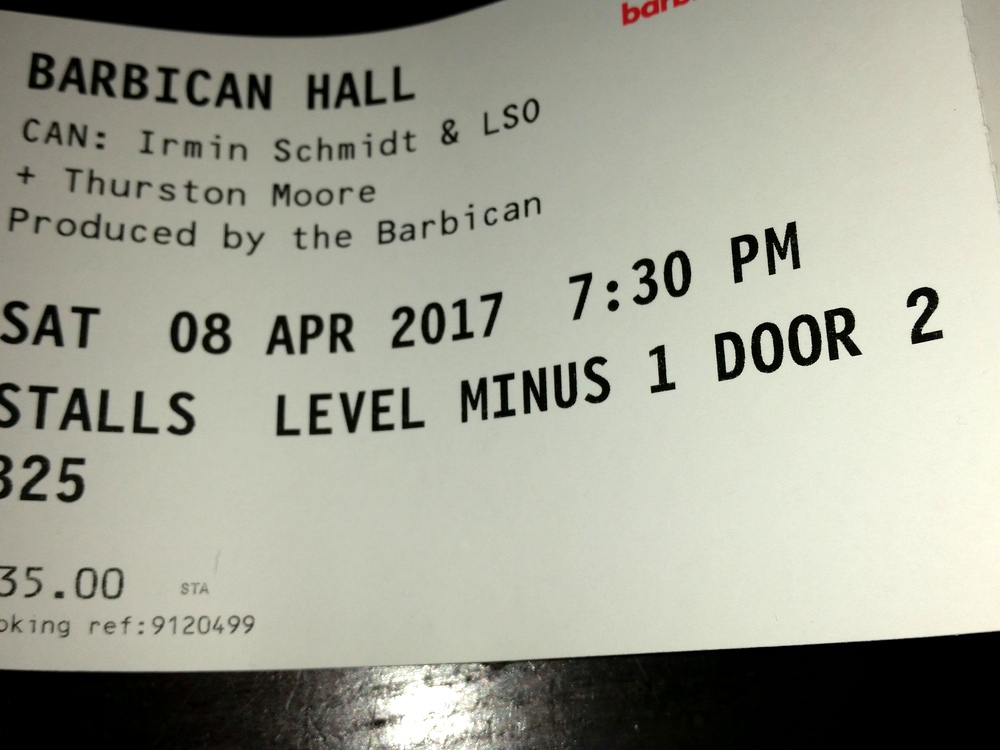 barb
BARBICAN HALL
CAN: Irmin Schmidt & LSO
+ Thurston Moore
Produced by the Barbican
SAT 08 APR 2017 7:30 PM
STALLS LEVEL MINUS 1 DOOR 2
325
35.00 STA
oking ref:9120499